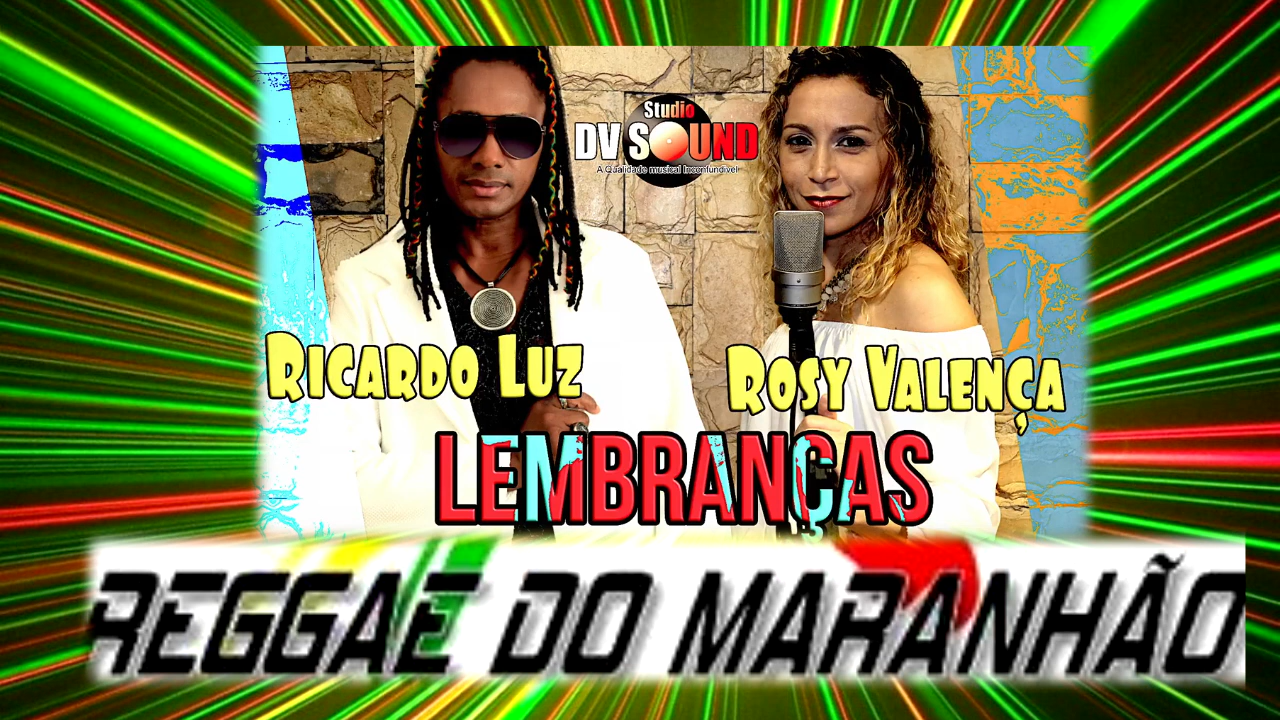 Studio
DV SOUND
A Qualidade musical Inconfundível
RICARDO LUZ
ROSY VALENÇA
LEMBRANÇAS
REGGAE DO MARANHÃO